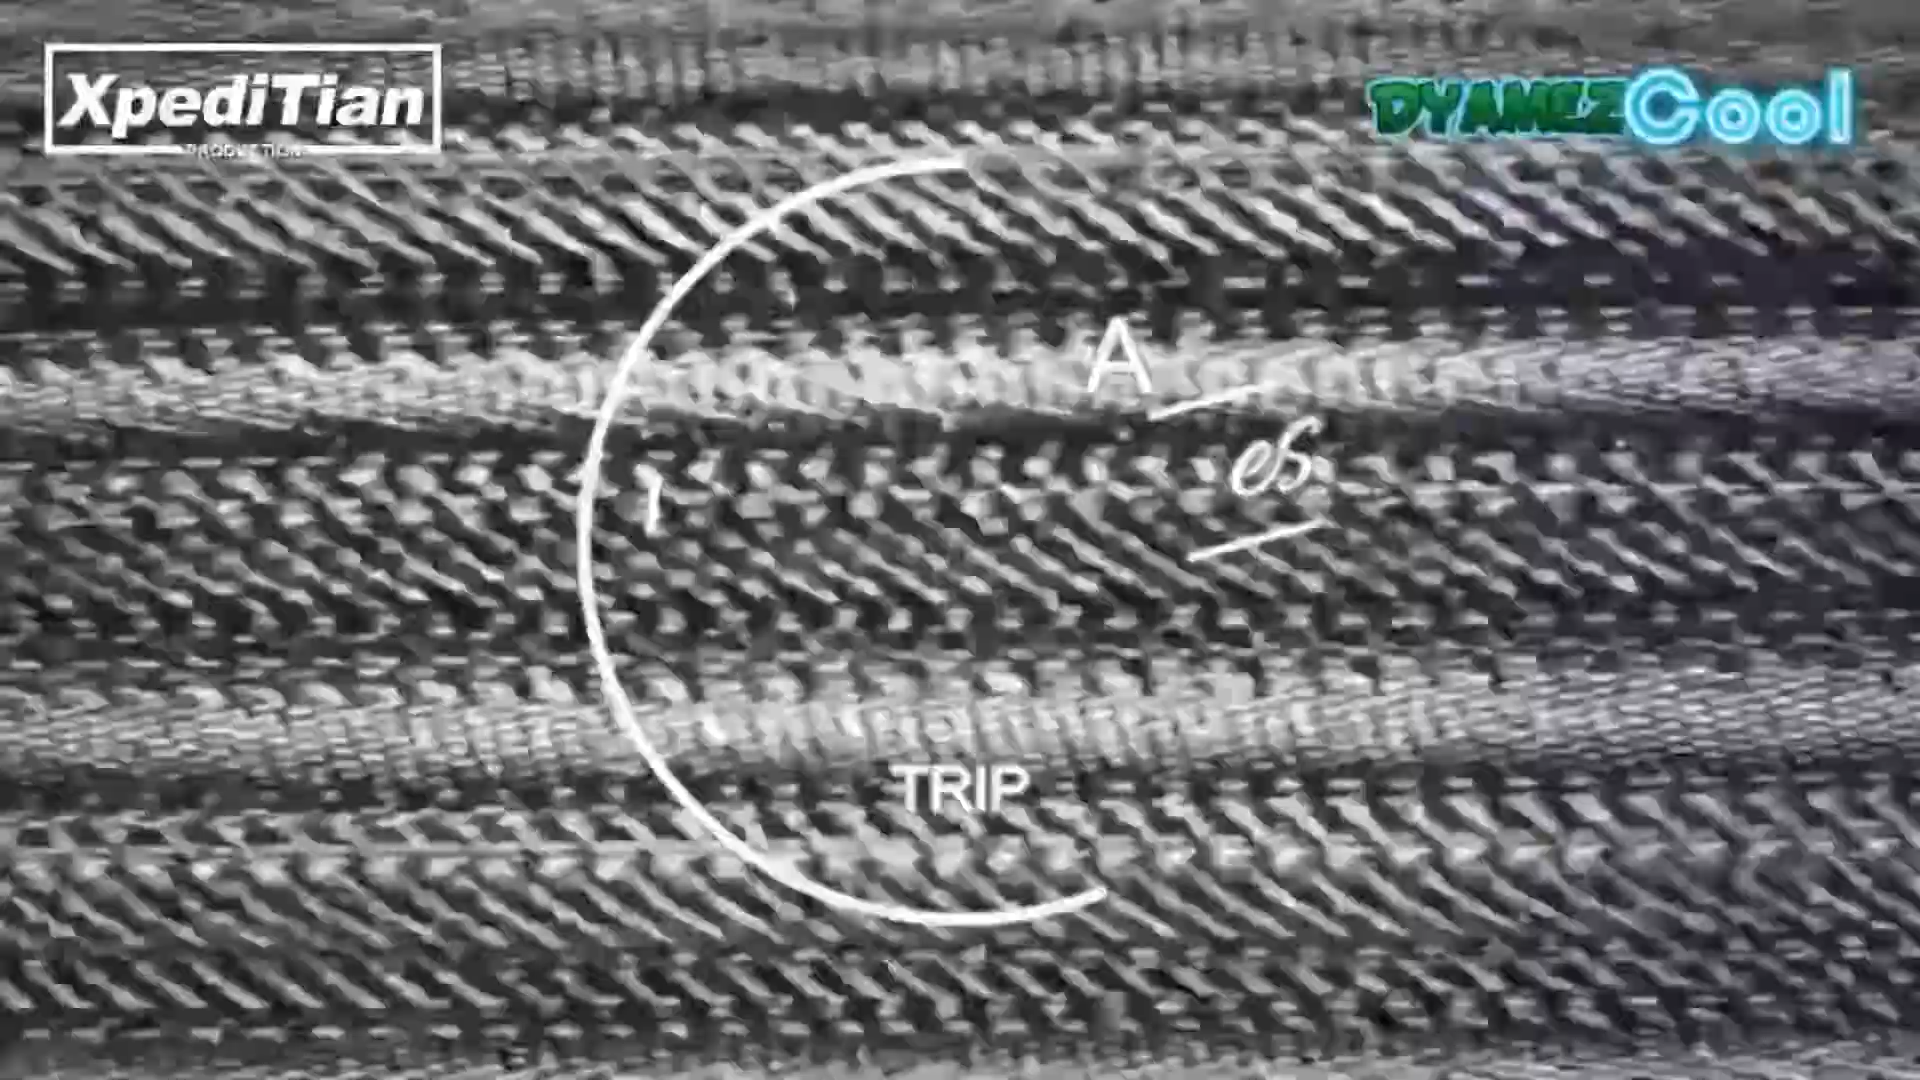 XpediTian
PRODUCTION
DYAMEZCool
A
es
TRIP